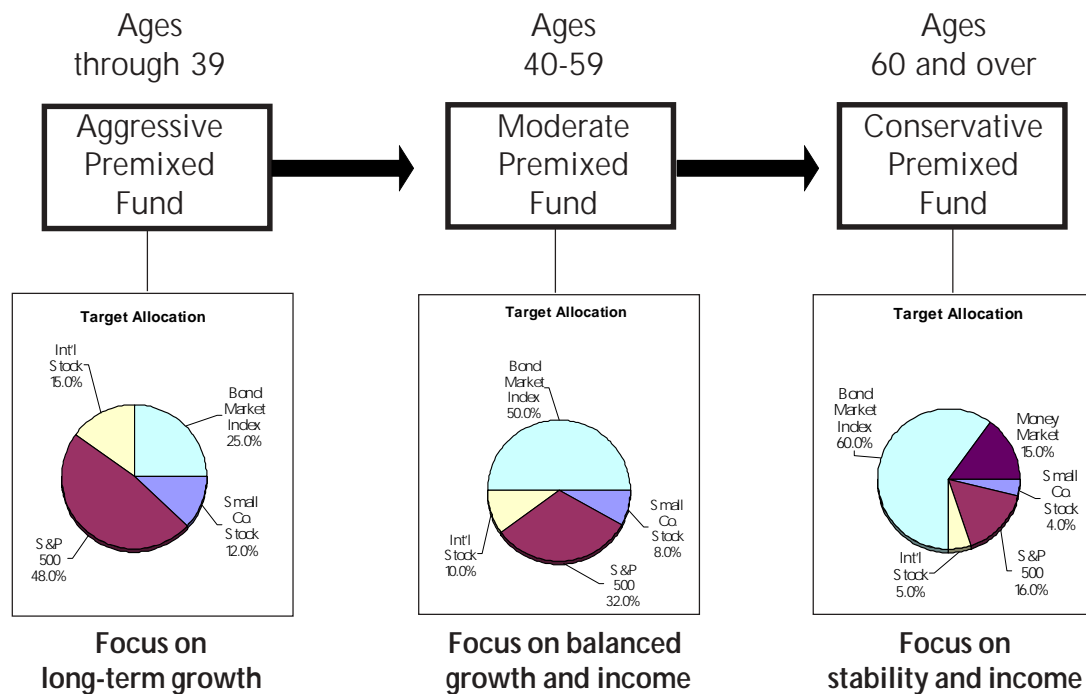 Ages
through 39
Ages
40-59
Ages
60 and over
Aggressive
Premixed
Fund
Moderate
Premixed
Fund
Conservative
Premixed
Fund
Target Allocation
Int'l
Stock
15.0%
Bond
Market
Index
25.0%
Small
Co.
Stock
12.0%
S&P
500
48.0%
Target Allocation
Bond
Market
Index
50.0%
Small
Co.
Stock
8.0%
Int'l
Stock
10.0%
S&P
500
32.0%
Target Allocation
Bond
Market
Index
60.0%
Money
Market
15.0%
Small
Co.
Stock
4.0%
Int'l
Stock
5.0%
S&P
500
16.0%
Focus on
long-term growth
Focus on balanced
growth and income
Focus on
stability and income